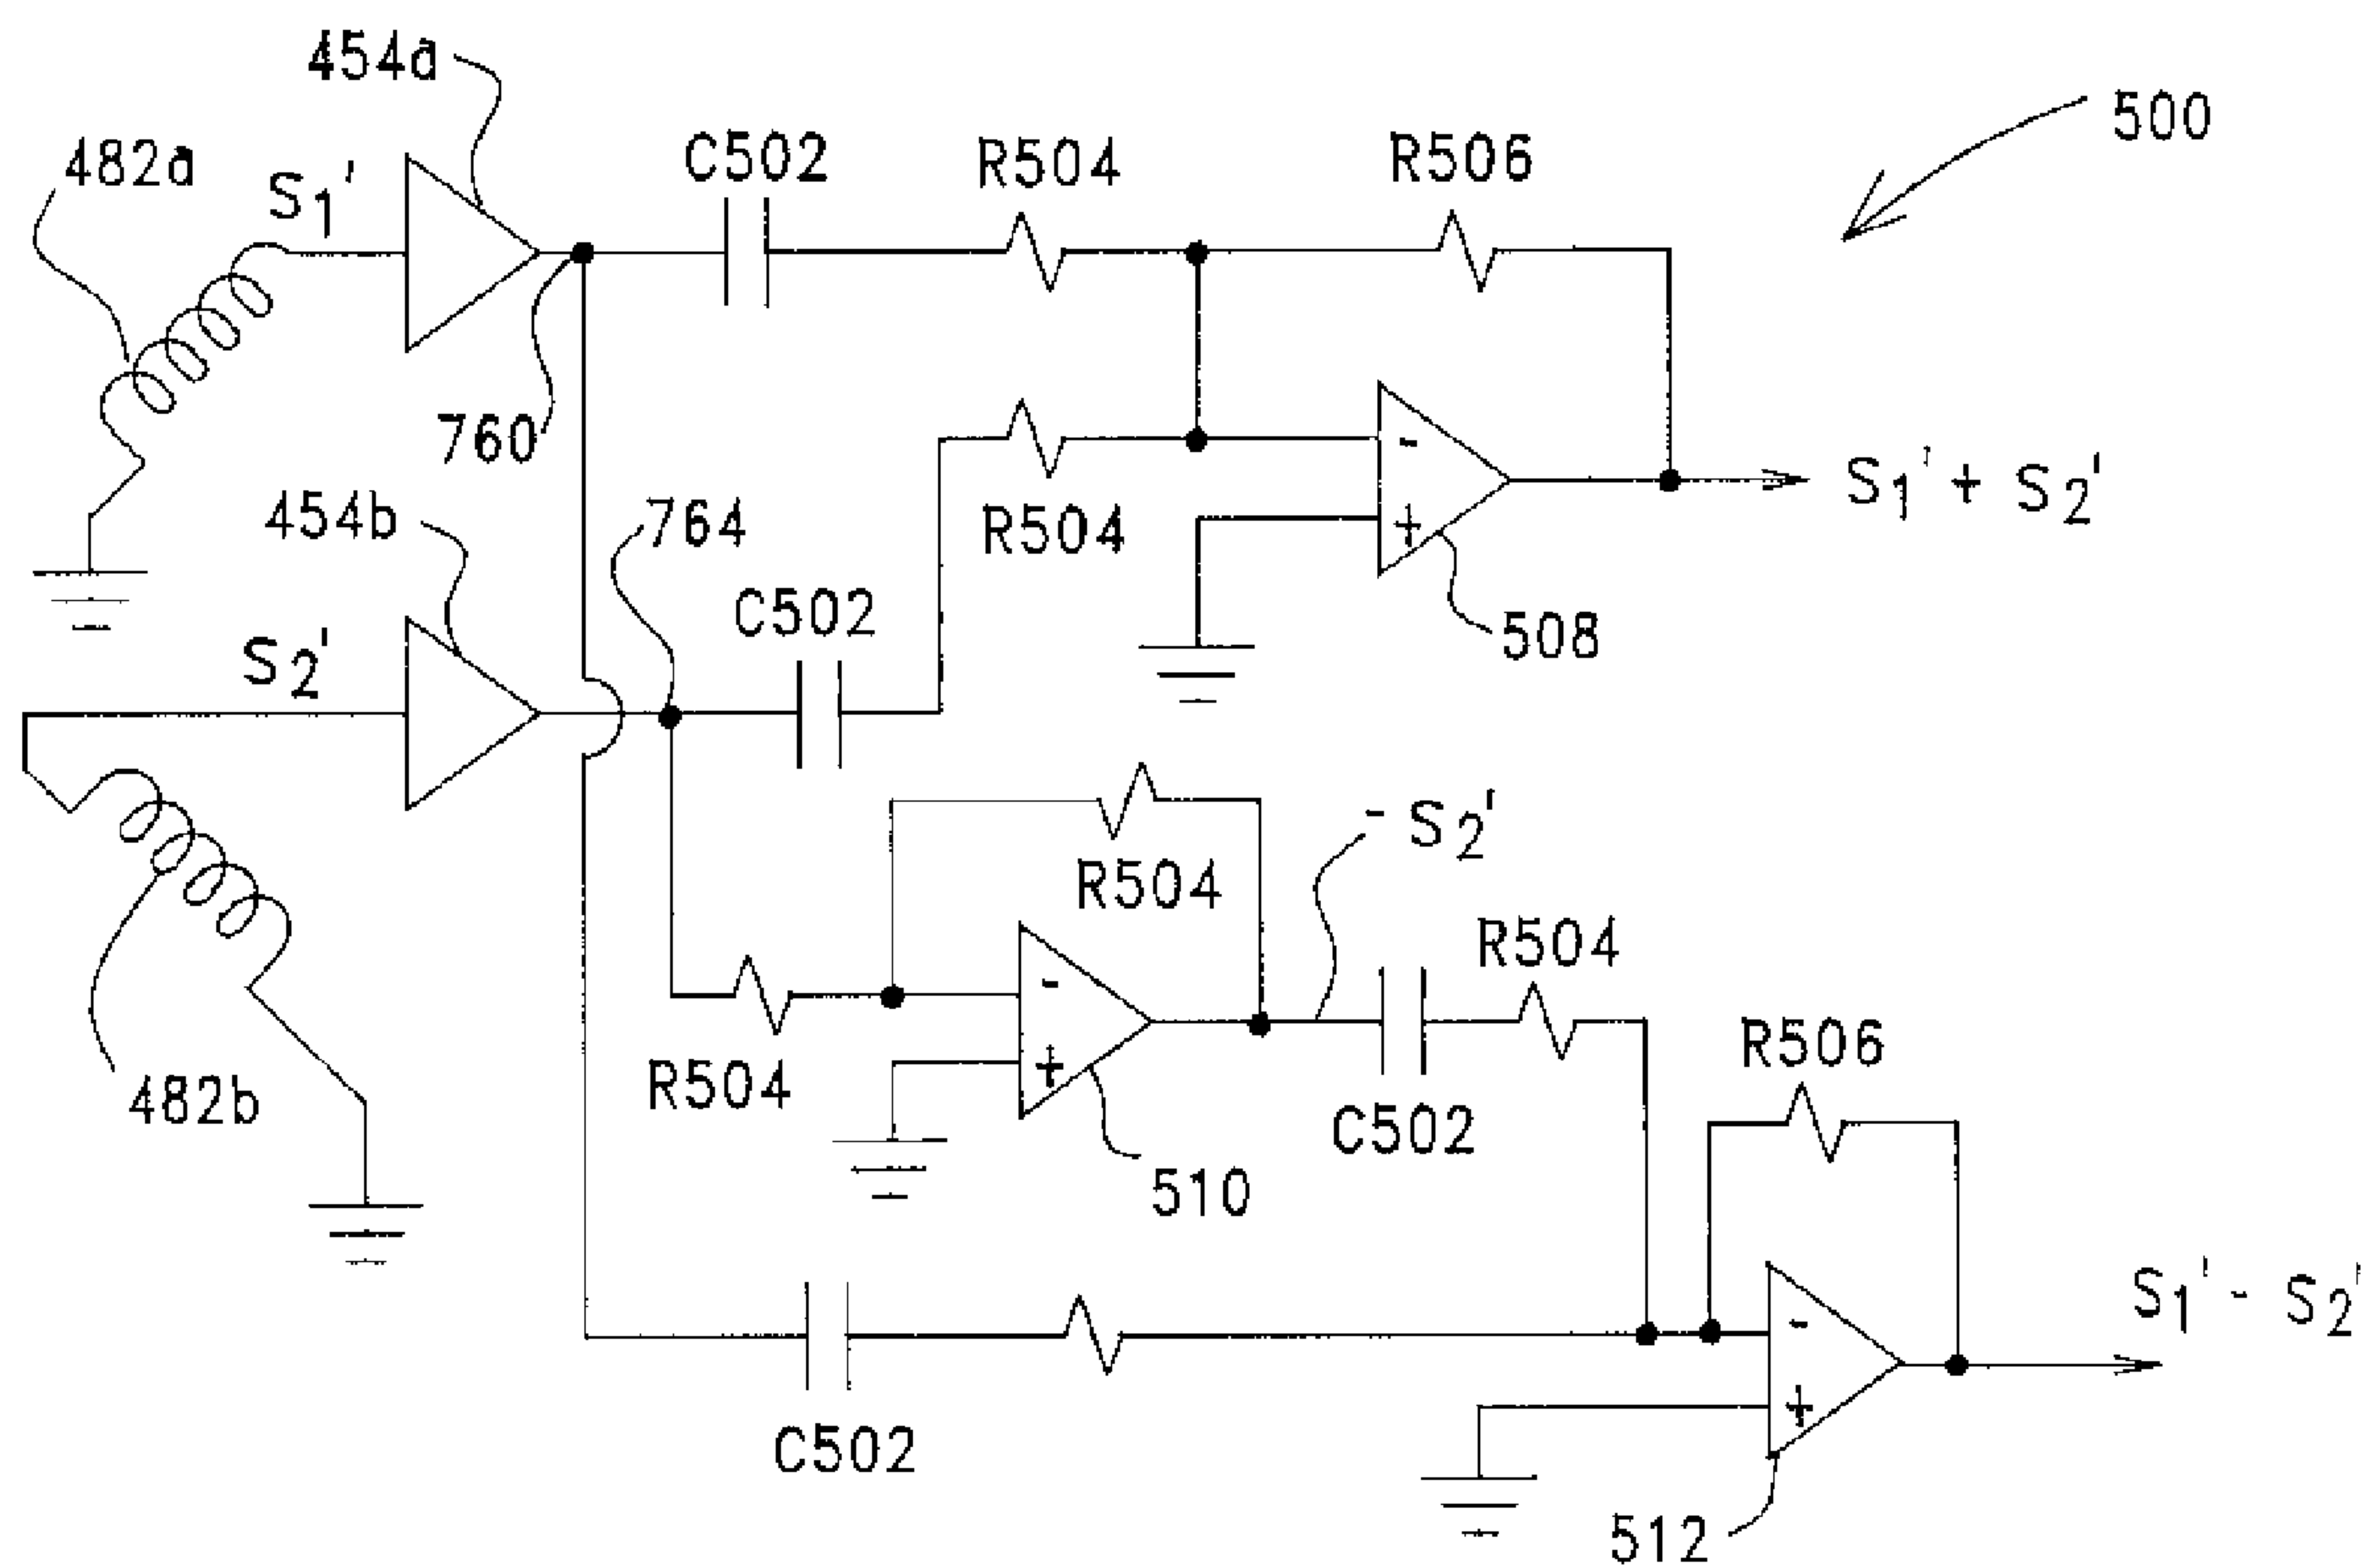 454a
500
482a
S1'
C502
R504
R506
760
454b
764
R504
-
+
S1' + S2'
C502
508
S2'
- S2'
R504
R504
-
+
R504
R506
482b
C502
510
S1' - S2'
-
+
C502
512